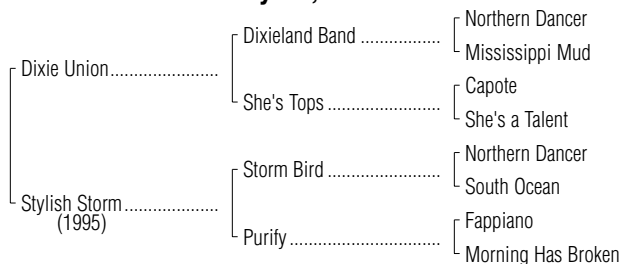 Northern Dancer
Dixieland Band ..................
Mississippi Mud
Dixie Union........................
Capote
She's Tops .........................
She's a Talent
Northern Dancer
Storm Bird .........................
South Ocean
Stylish Storm.....................
(1995)
Fappiano
Purify..................................
Morning Has Broken